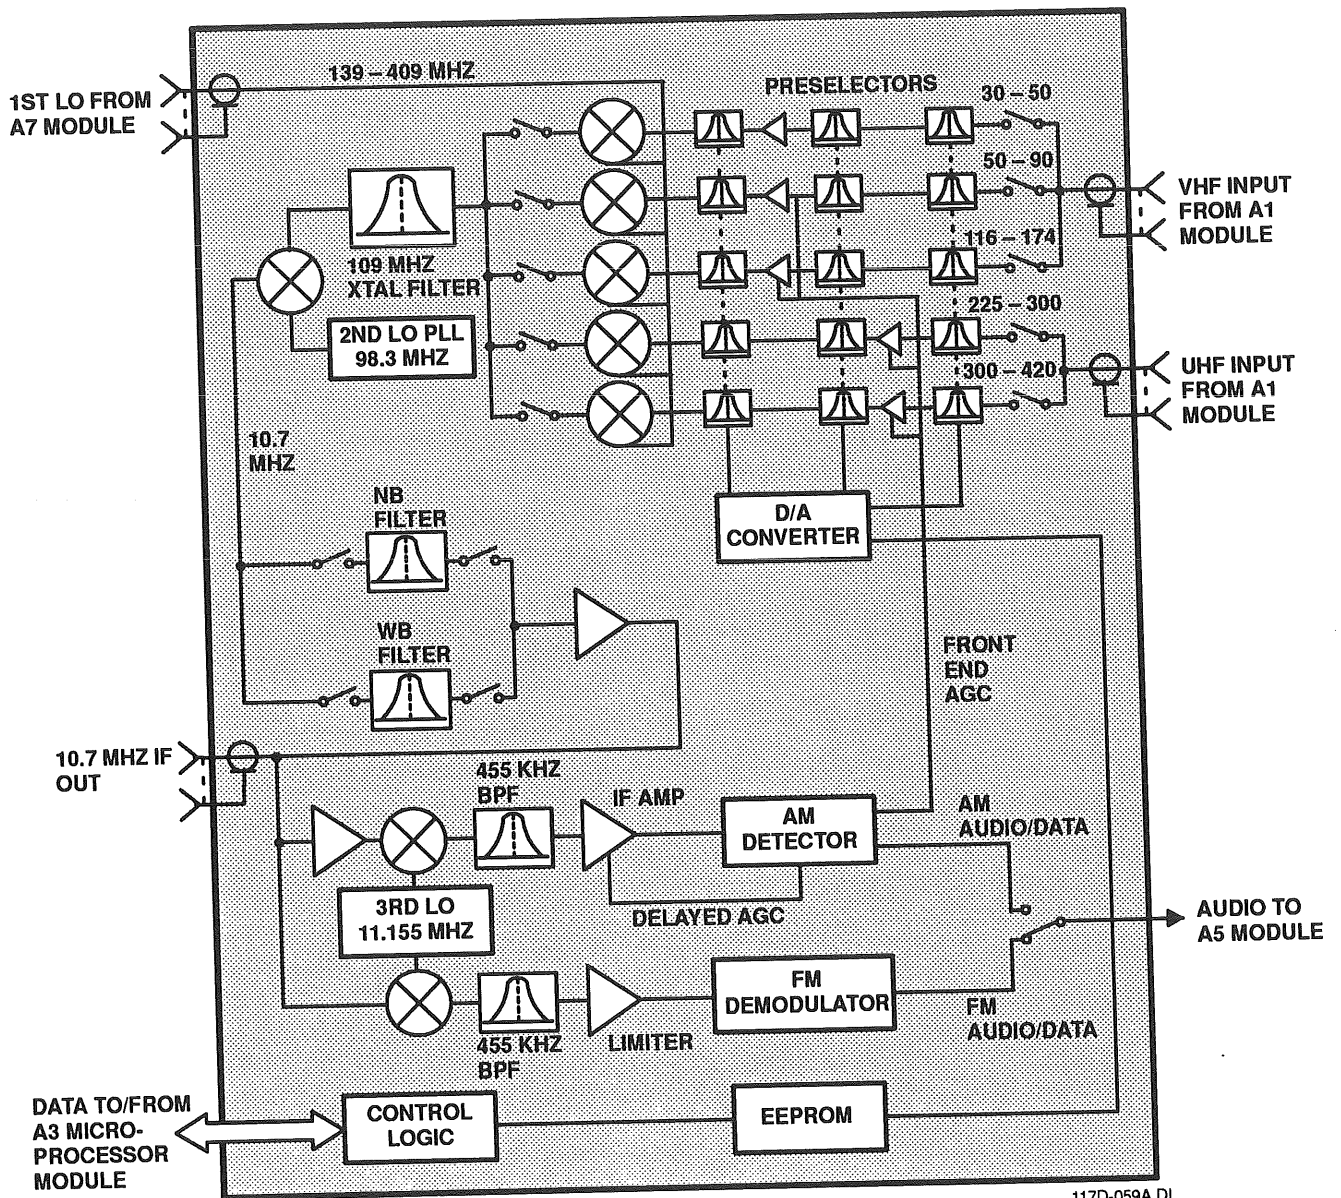 139 – 409 MHZ
1ST LO FROM
A7 MODULE
PRESELECTORS
30 – 50
50 – 90
116 – 174
225 – 300
300 – 420
VHF INPUT
FROM A1
MODULE
UHF INPUT
FROM A1
MODULE
109 MHZ
XTAL FILTER
2ND LO PLL
98.3 MHZ
10.7
MHZ
NB
FILTER
WB
FILTER
D/A
CONVERTER
FRONT
END
AGC
10.7 MHZ IF
OUT
455 KHZ
BPF
IF AMP
AM
DETECTOR
AM
AUDIO/DATA
DELAYED AGC
3RD LO
11.155 MHZ
AUDIO TO
A5 MODULE
455 KHZ
BPF
LIMITER
FM
DEMODULATOR
FM
AUDIO/DATA
DATA TO/FROM
A3 MICRO-
PROCESSOR
MODULE
CONTROL
LOGIC
EEPROM